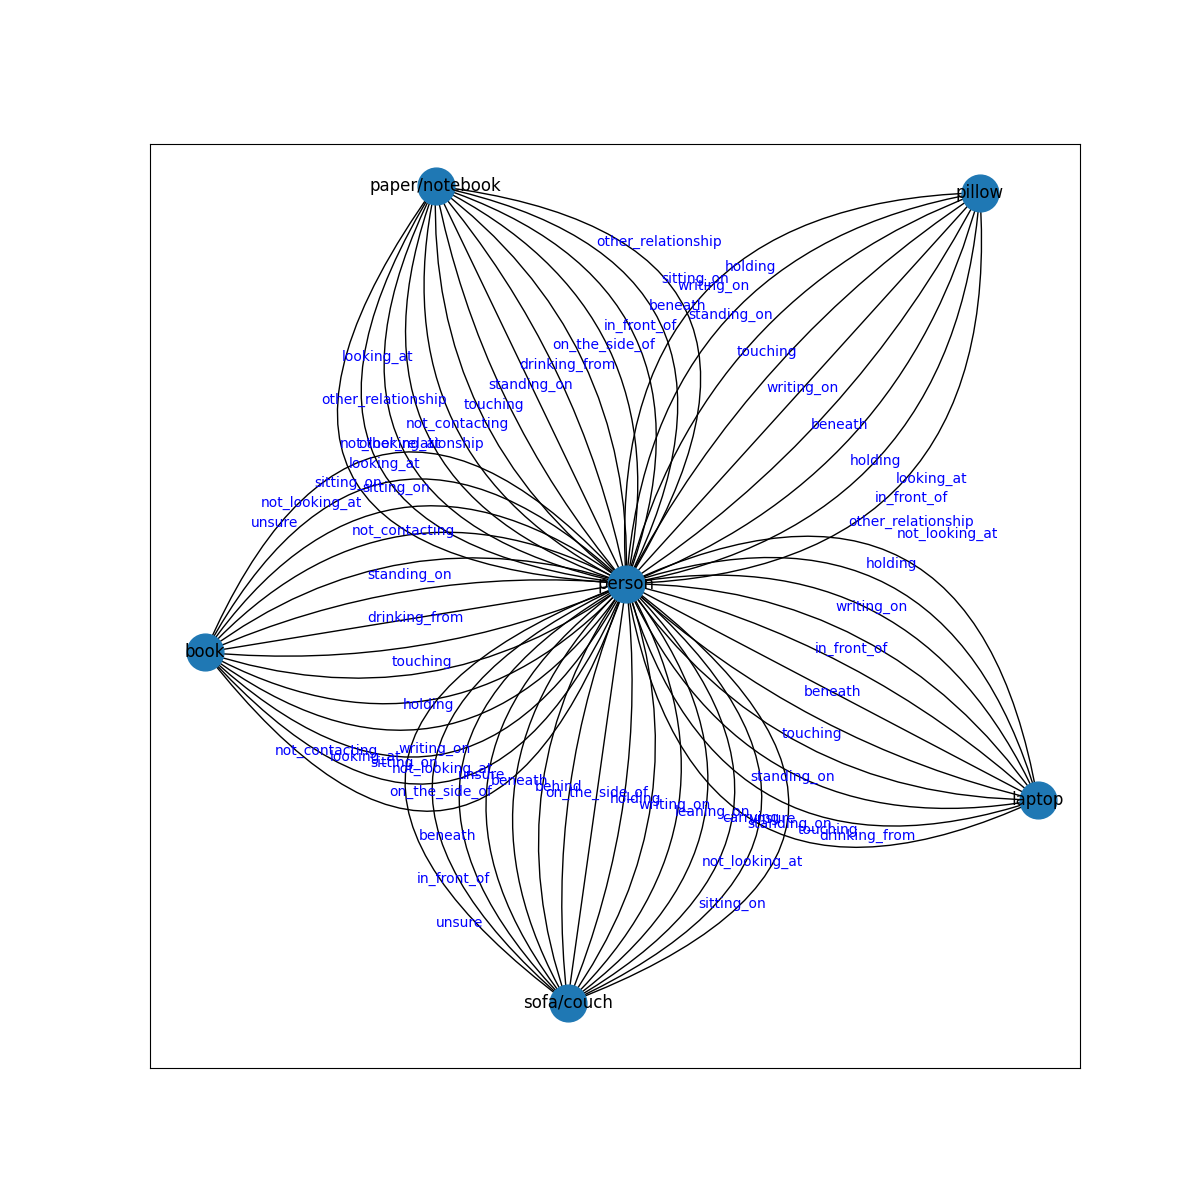 paper/notebook
pillow
other_relationship
holding
sitting_on
writing_on
beneath
standing_on
in_front_of
on_the_side_of
touching
looking_at
drinking_from
standing_on
writing_on
other_relationship
touching
not_contacting
beneath
not_looking_at
other_relationship
looking_at
holding
sitting_on
sitting_on
looking_at
not_looking_at
in_front_of
unsure
other_relationship
not_contacting
not_looking_at
holding
standing_on
person
writing_on
drinking_from
in_front_of
book
touching
beneath
holding
touching
not_contacting
looking_at
writing_on
sitting_on
not_looking_at
unsure
beneath
behind
standing_on
on_the_side_of
on_the_side_of
holding
writing_on
laptop
leaning_on
carrying
unsure
standing_on
touching
drinking_from
beneath
not_looking_at
in_front_of
sitting_on
unsure
sofa/couch